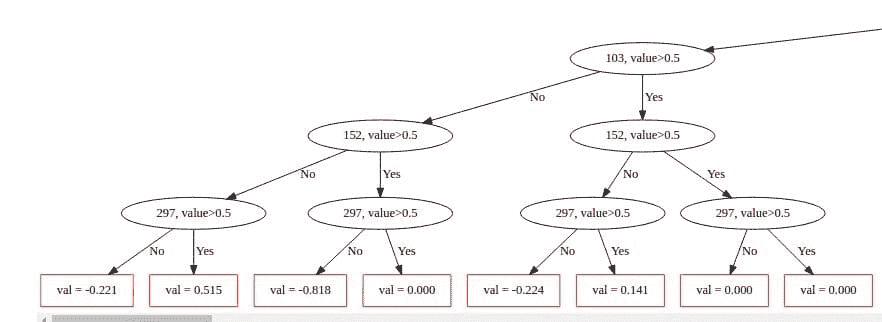 103, value>0.5
No Yes
152, value>0.5 152, value>0.5
No Yes No Yes
297, value>0.5 297, value>0.5 297, value>0.5 297, value>0.5
No Yes No Yes No Yes No Yes
val = -0.221 val = 0.515 val = -0.818 val = 0.000 val = -0.224 val = 0.141 val = 0.000 val = 0.000